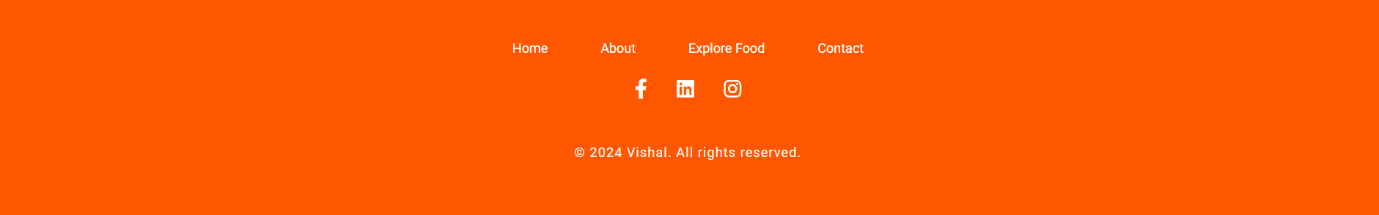 Home About Explore Food Contact
© 2024 Vishal. All rights reserved.